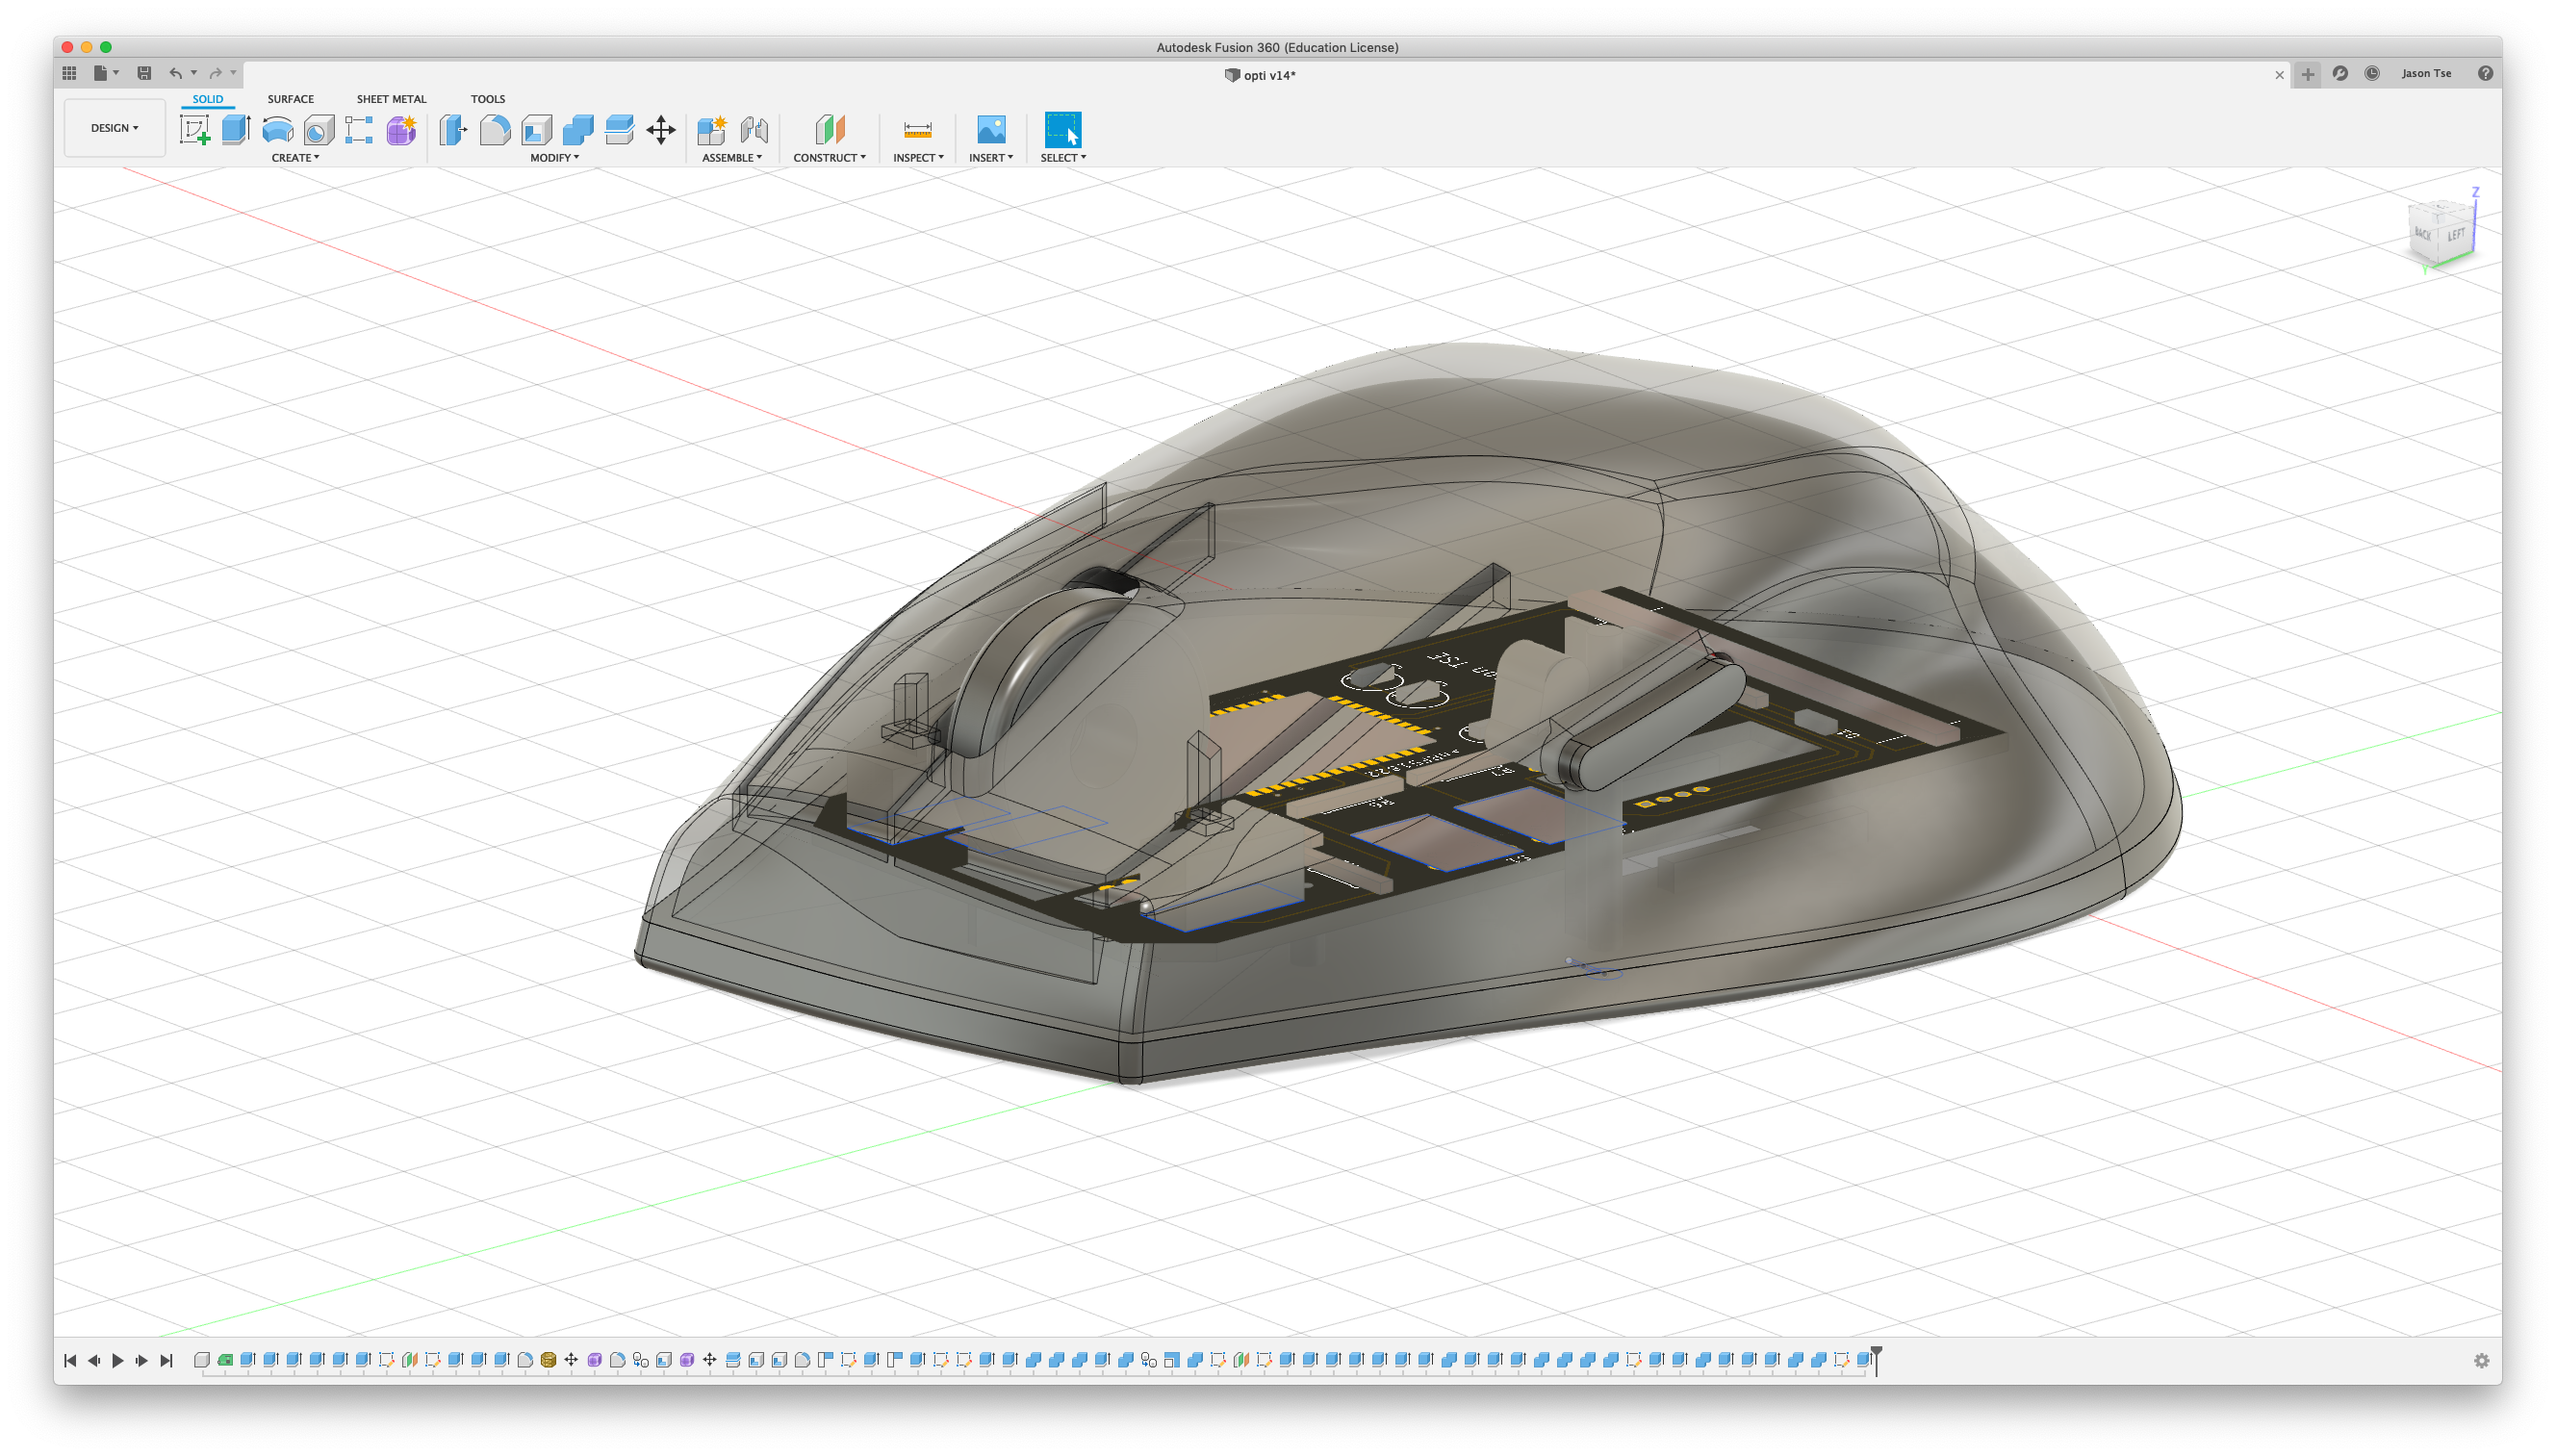 Autodesk Fusion 360 (Education License)
opti v14*
Jason Tse
SOLID
SURFACE
SHEET METAL
TOOLS
DESIGN
CREATE
MODIFY
ASSEMBLE
CONSTRUCT
INSPECT
INSERT
SELECT
Z
BACK
LEFT
Y
TSE